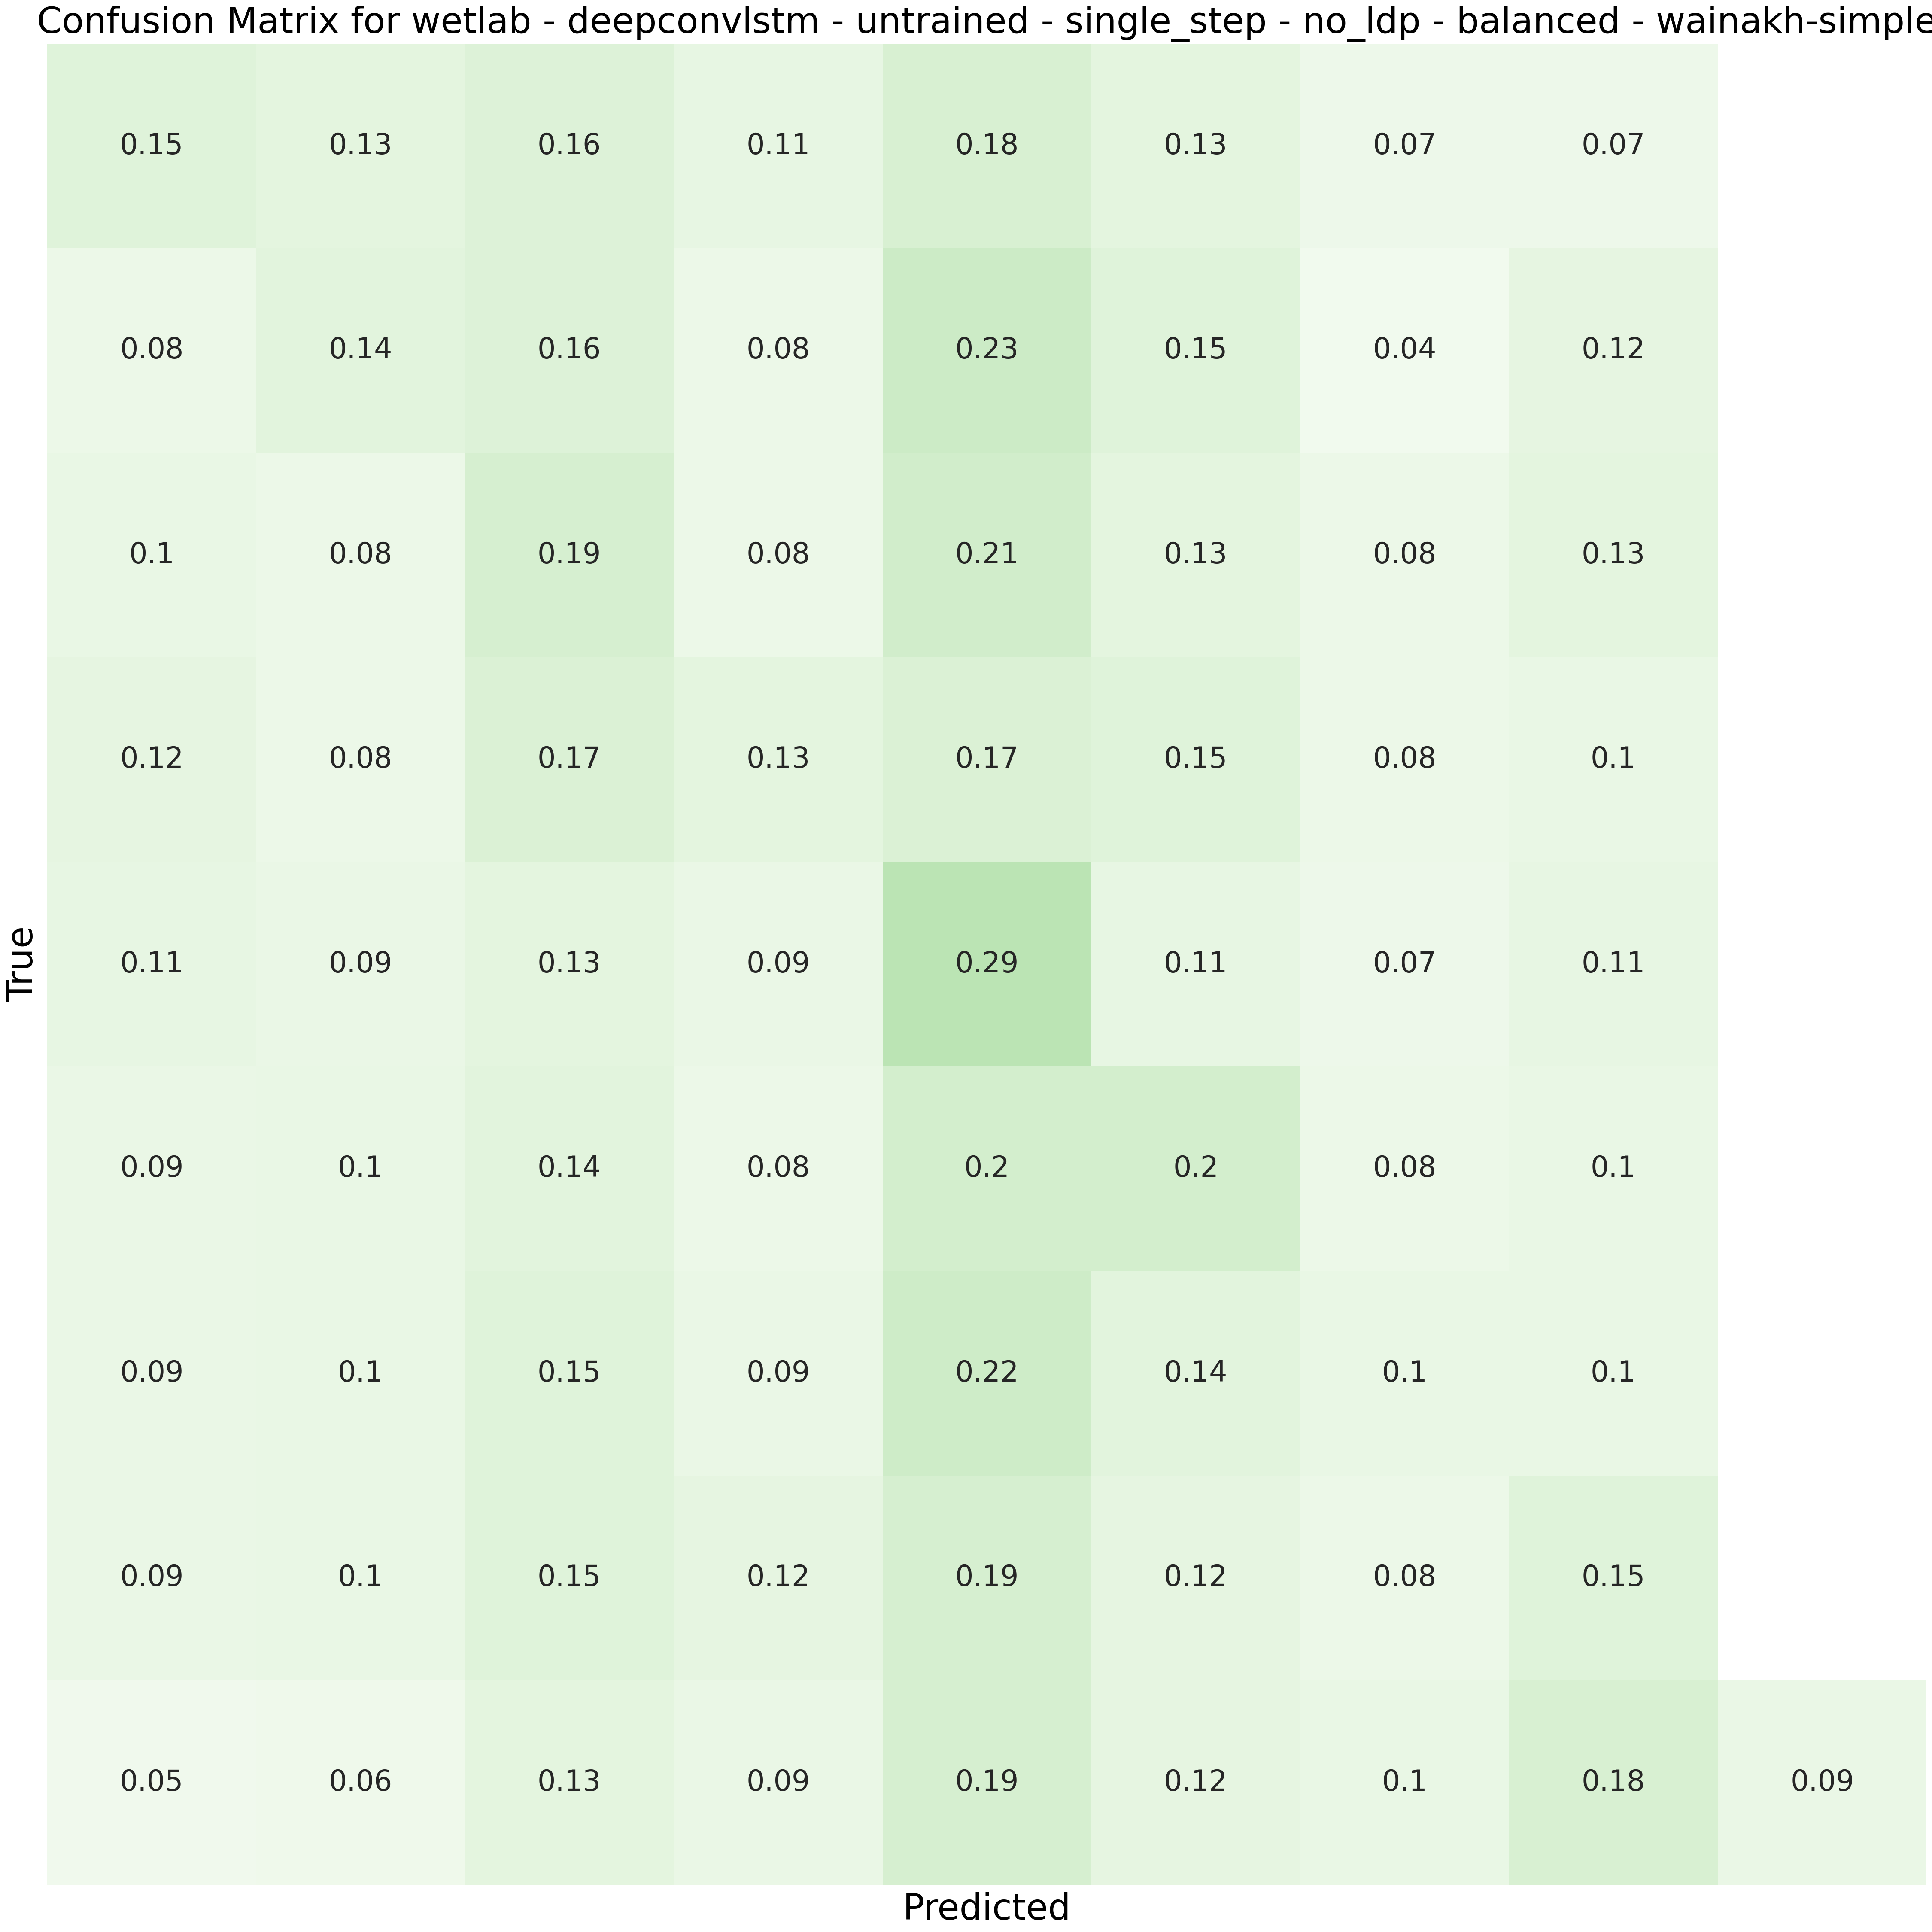 Confusion Matrix for wetlab - deepconvlstm - untrained - single_step - no_ldp - balanced - wainakh-simple
0.15 0.13 0.16 0.11 0.18 0.13 0.07 0.07
0.08 0.14 0.16 0.08 0.23 0.15 0.04 0.12
0.1 0.08 0.19 0.08 0.21 0.13 0.08 0.13
0.12 0.08 0.17 0.13 0.17 0.15 0.08 0.1
0.11 0.09 0.13 0.09 0.29 0.11 0.07 0.11
0.09 0.1 0.14 0.08 0.2 0.2 0.08 0.1
0.09 0.1 0.15 0.09 0.22 0.14 0.1 0.1
0.09 0.1 0.15 0.12 0.19 0.12 0.08 0.15
0.05 0.06 0.13 0.09 0.19 0.12 0.1 0.18 0.09
True
Predicted